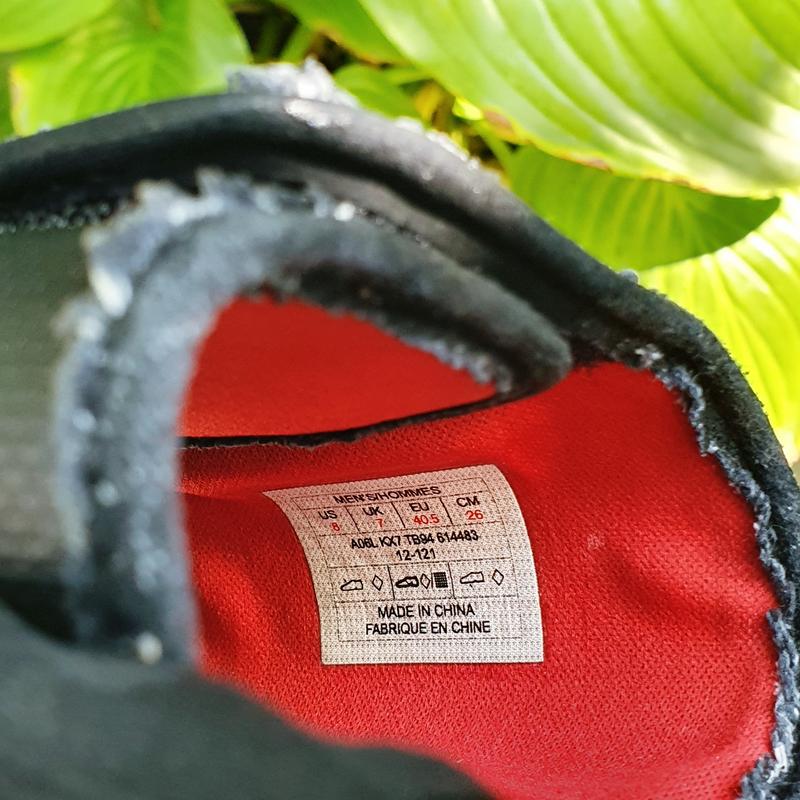 MEN'S/HOMMES
US UK EU CM
8 7 40.5 26
A06L KX7 TB94 614483
12-121
MADE IN CHINA
FABRIQUE EN CHINE